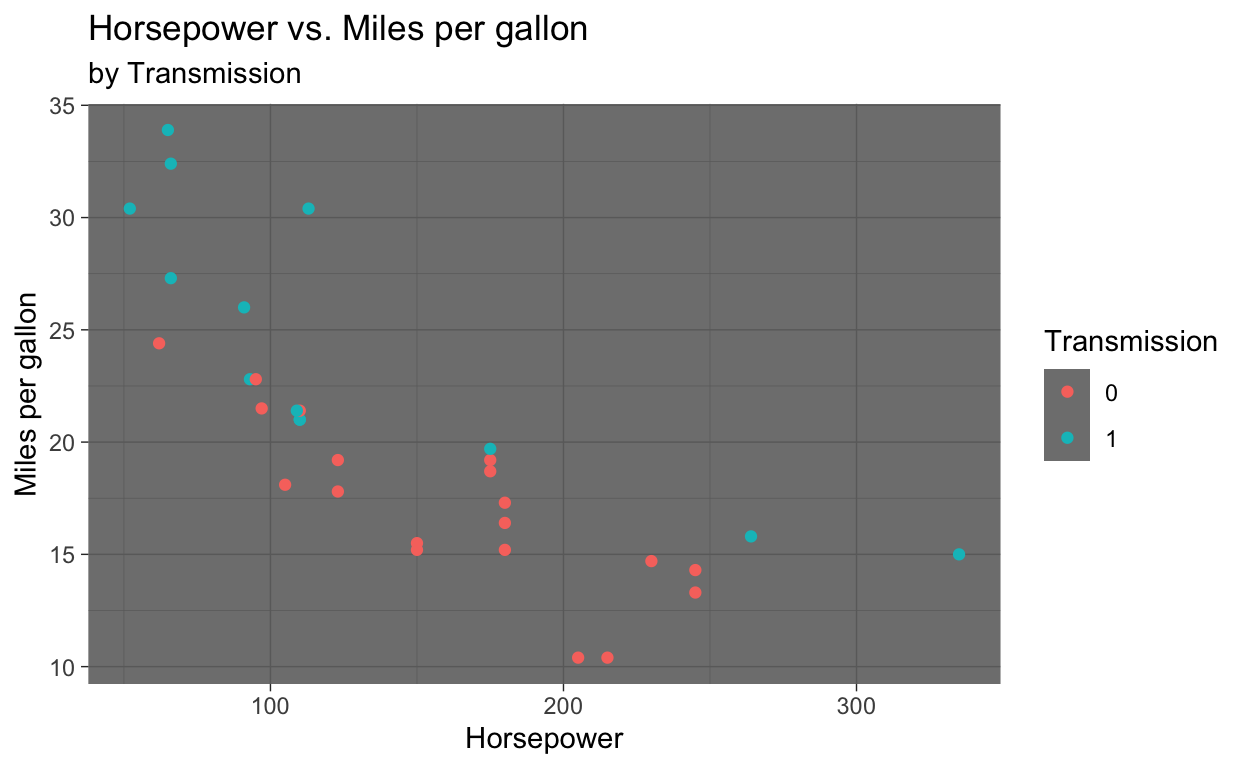 Horsepower vs. Miles per gallon
by Transmission
35
30
25
20
15
10
Miles per gallon
100 200 300
Horsepower
Transmission
0
1